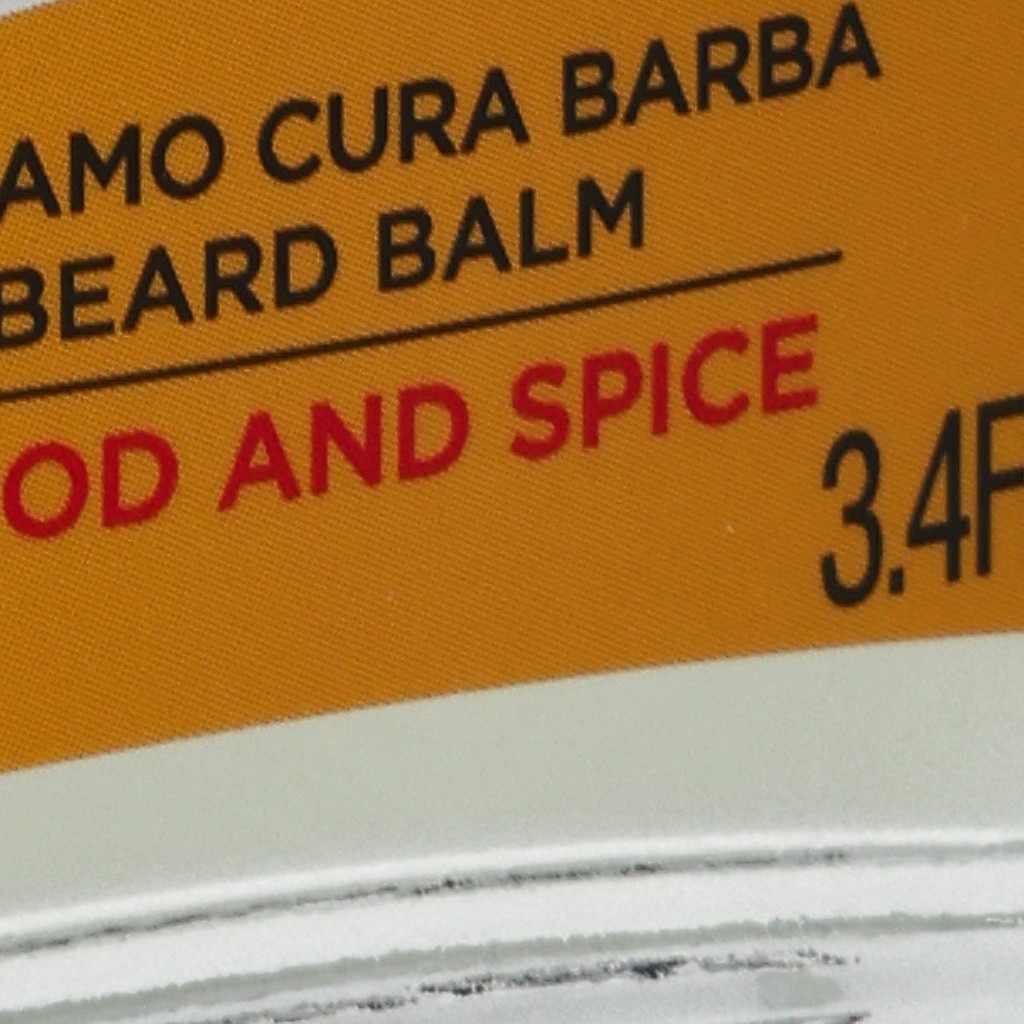 AMO CURA BARBA
BEARD BALM
OD AND SPICE
3.4F